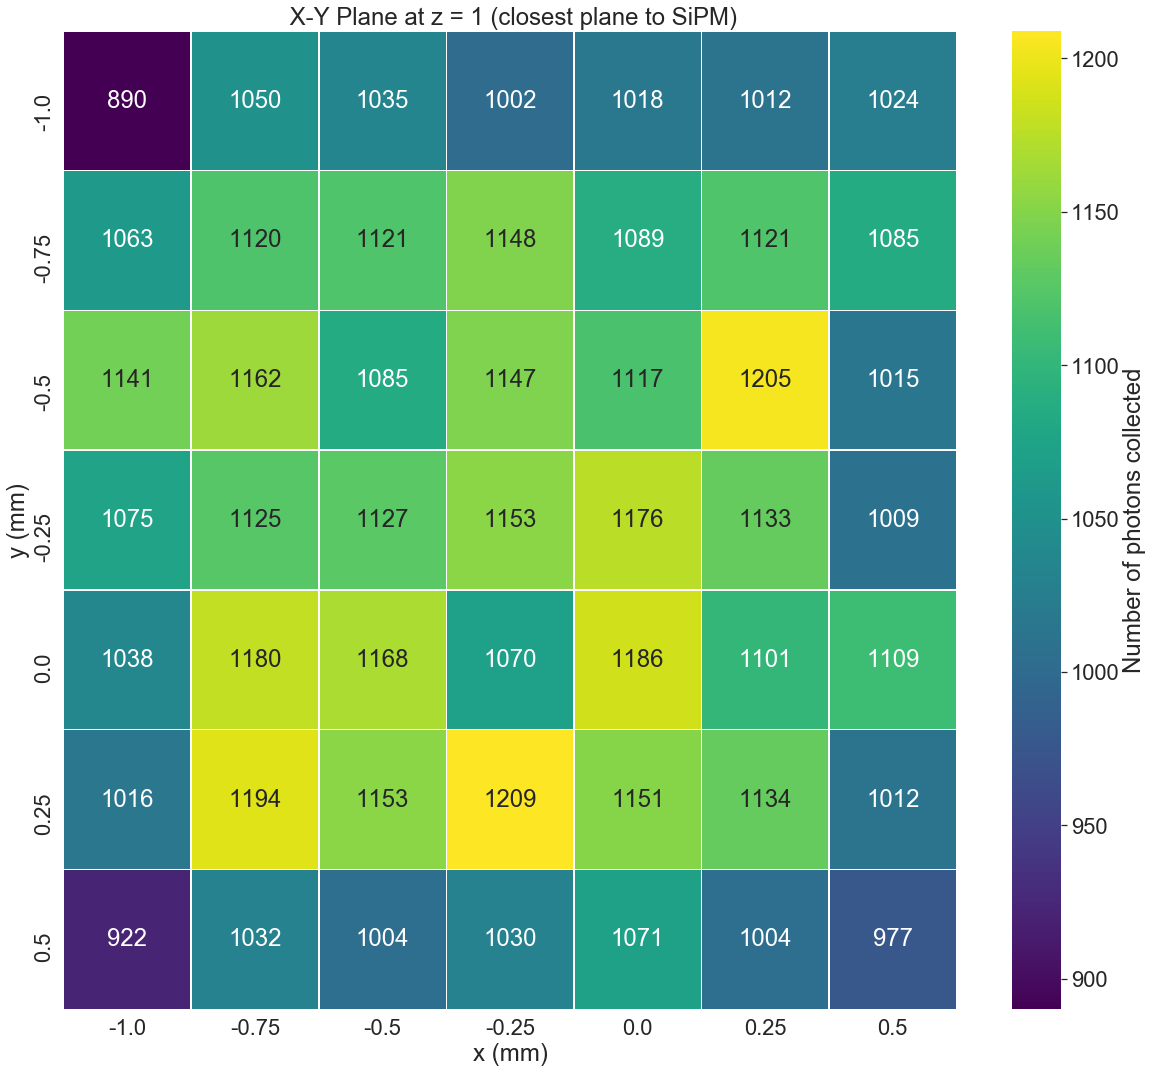 X-Y Plane at z = 1 (closest plane to SiPM)
-1.0 890 1050 1035 1002 1018 1012 1024
-0.75 1063 1120 1121 1148 1089 1121 1085
-0.5 1141 1162 1085 1147 1117 1205 1015
-0.25 1075 1125 1127 1153 1176 1133 1009
0.0 1038 1180 1168 1070 1186 1101 1109
0.25 1016 1194 1153 1209 1151 1134 1012
0.5 922 1032 1004 1030 1071 1004 977
-1.0 -0.75 -0.5 -0.25 0.0 0.25 0.5
x (mm)
y (mm)
1200
1150
1100
1050
1000
950
900
Number of photons collected